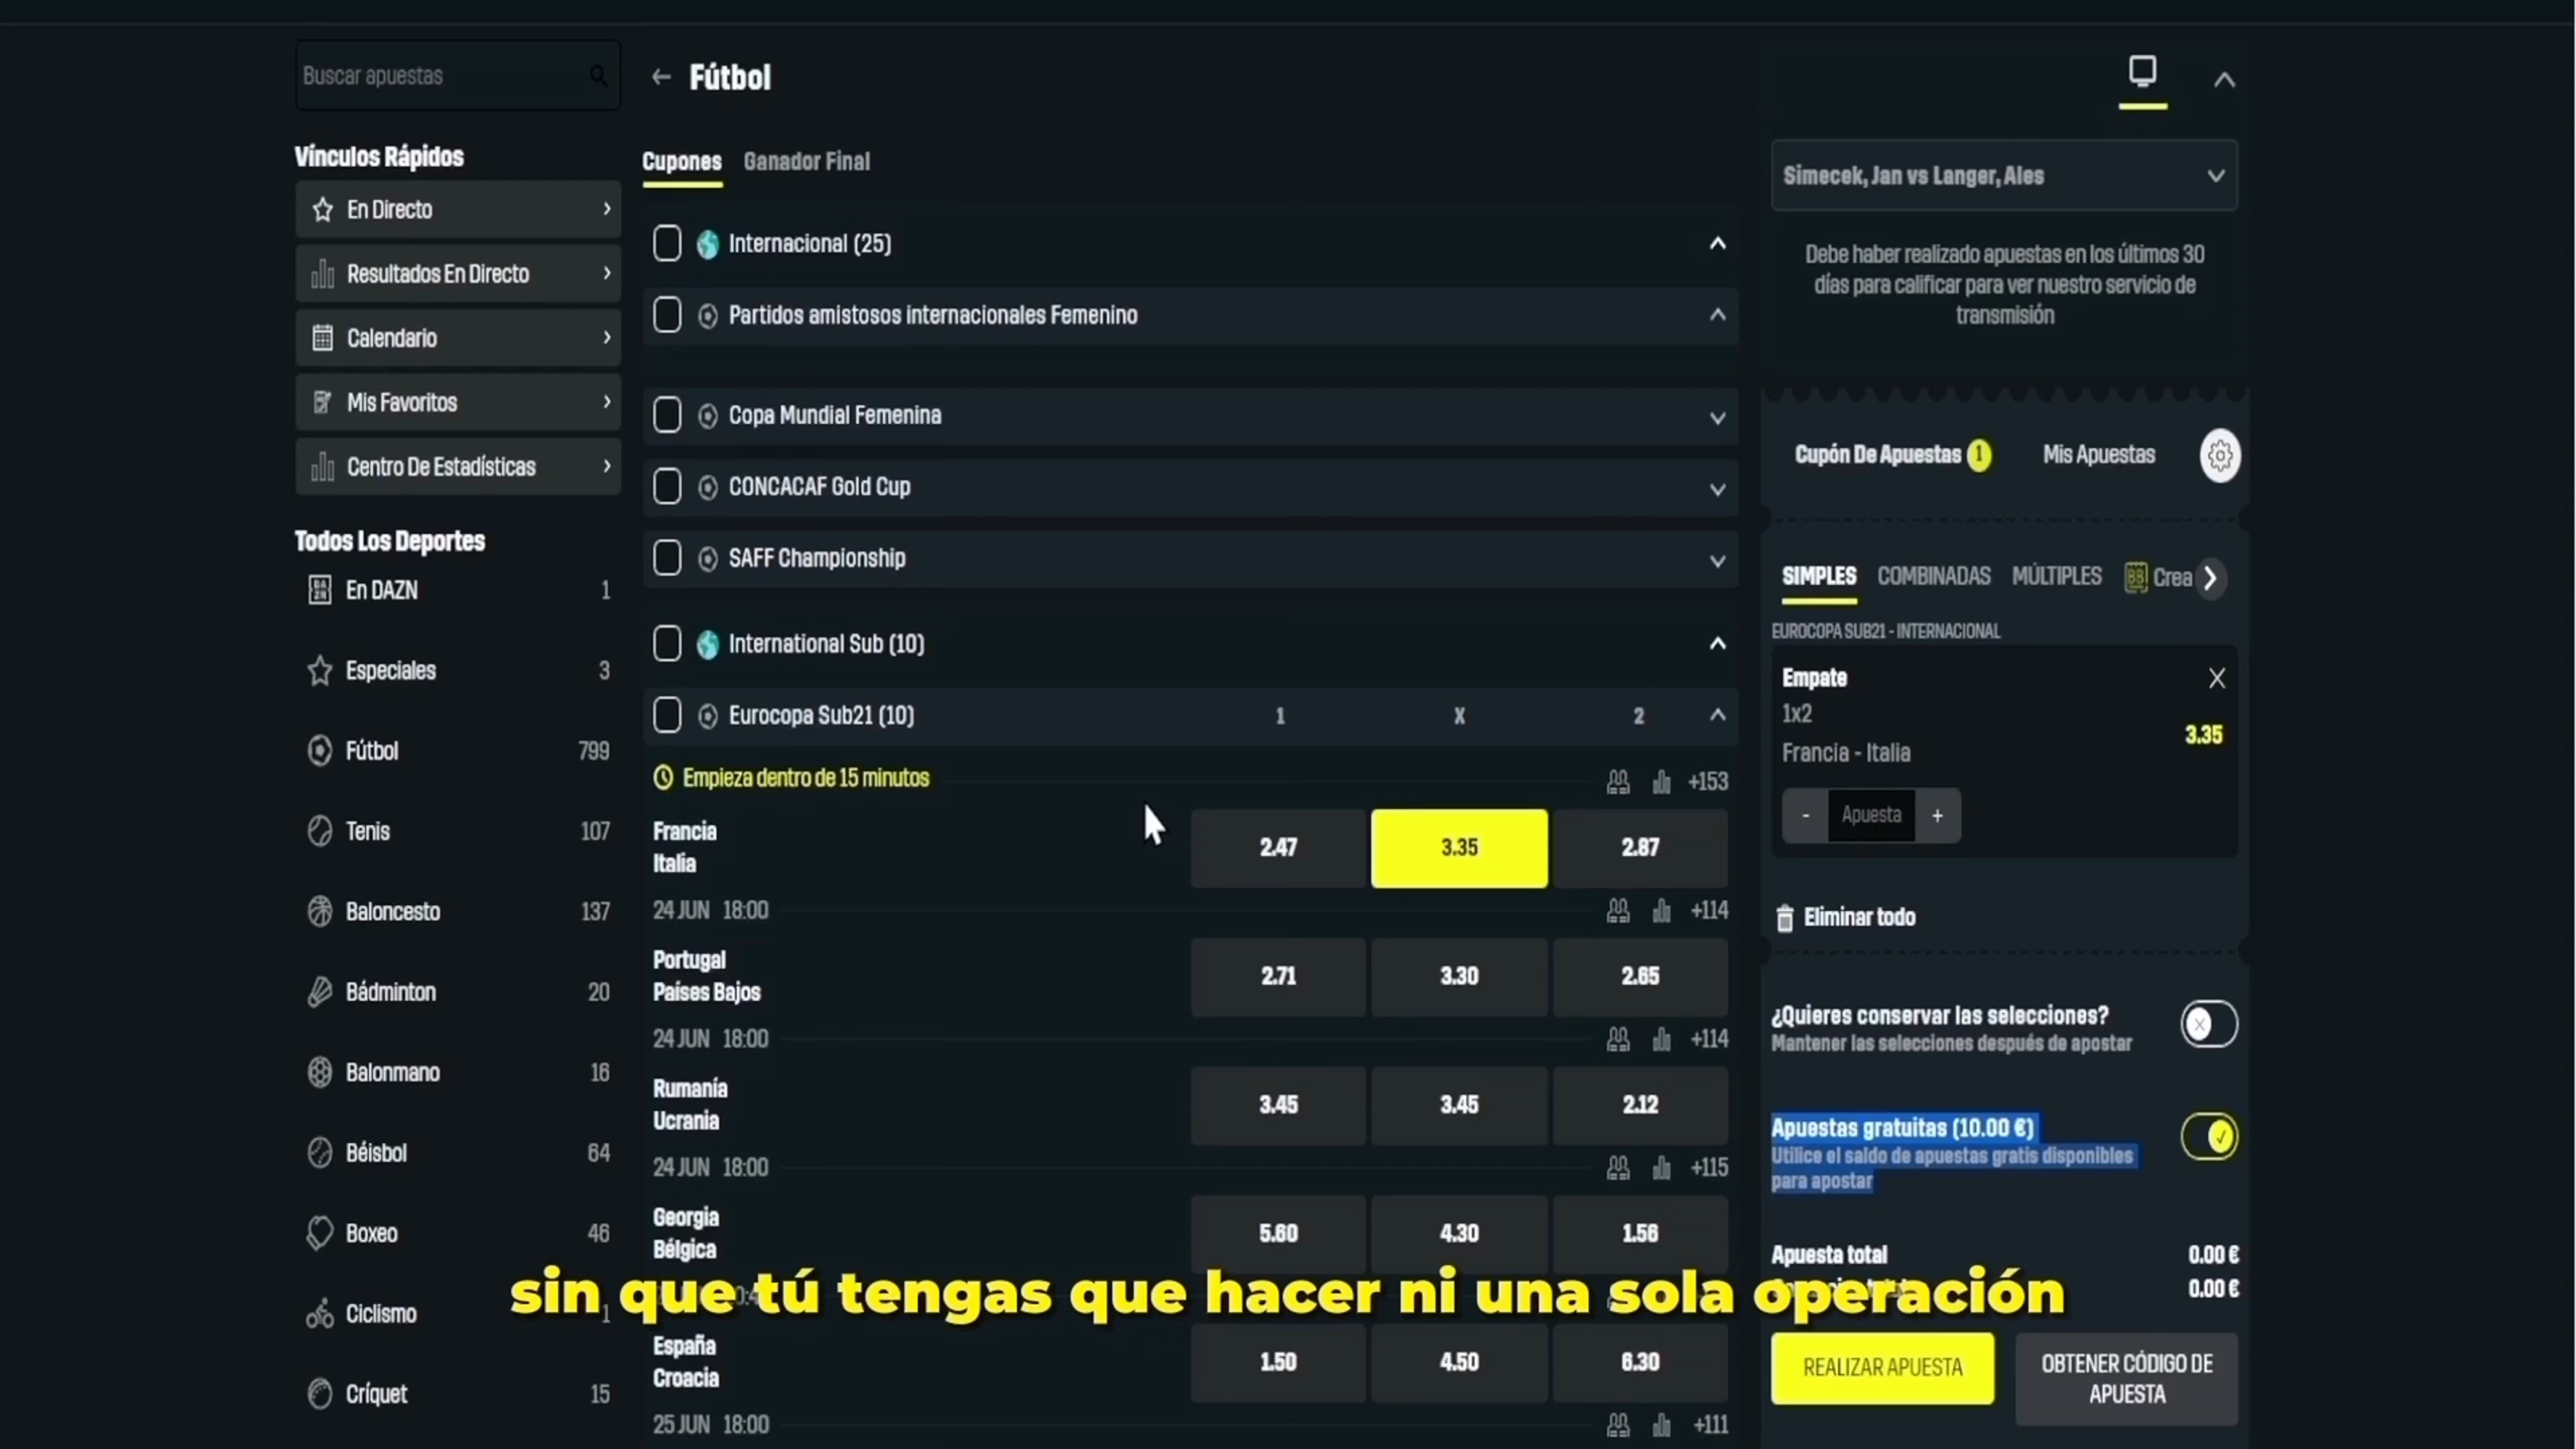 Buscar apuestas
Vínculos Rápidos
En Directo
Resultados En Directo
Calendario
Mis Favoritos
Centro De Estadísticas
Todos Los Deportes
En DAZN 1
Especiales 3
Fútbol 799
Tenis 107
Baloncesto 137
Bádminton 20
Balonmano 16
Béisbol 64
Boxeo 46
Ciclismo 1
Críquet 15
Fútbol
Cupones Ganador Final
Internacional (25)
Partidos amistosos internacionales Femenino
Copa Mundial Femenina
CONCACAF Gold Cup
SAFF Championship
International Sub (10)
Eurocopa Sub21 (10) 1 X 2
Empieza dentro de 15 minutos +153
Francia
Italia
2.47 3.35 2.87
24 JUN 18:00 +114
Portugal
Países Bajos
2.71 3.30 2.65
24 JUN 18:00 +114
Rumanía
Ucrania
3.45 3.45 2.12
24 JUN 18:00 +115
Georgia
Bélgica
5.60 4.30 1.56
España
Croacia
1.50 4.50 6.30
25 JUN 18:00 +111
Simecek, Jan vs Langer, Ales
Debe haber realizado apuestas en los últimos 30
días para calificar para ver nuestro servicio de
transmisión
Cupón De Apuestas 1 Mis Apuestas
SIMPLES COMBINADAS MÚLTIPLES BB Crea
EUROCOPA SUB21 - INTERNACIONAL
Empate
1x2
3.35
Francia - Italia
- Apuesta +
Eliminar todo
¿Quieres conservar las selecciones?
Mantener las selecciones después de apostar
Apuestas gratuitas (10.00 €)
Utilice el saldo de apuestas gratis disponibles
para apostar
Apuesta total 0.00 €
0.00 €
REALIZAR APUESTA
OBTENER CÓDIGO DE
APUESTA
sin que tú tengas que hacer ni una sola operación